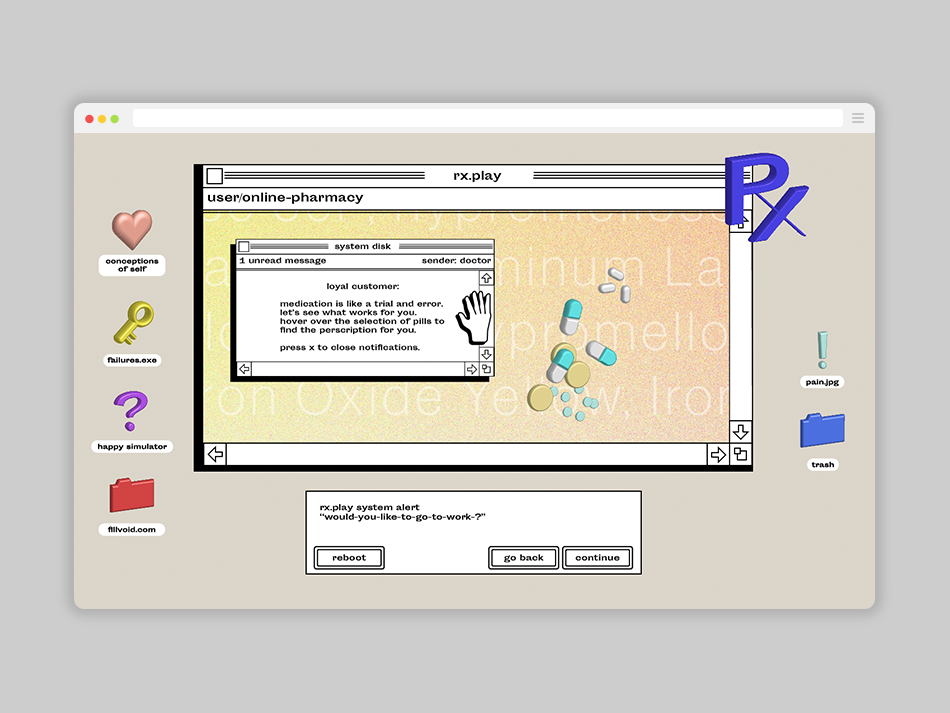 rx.play
user/online-pharmacy
Rx
system disk
1 unread message
sender: doctor
loyal customer:
medication is like a trial and error.
let's see what works for you.
hover over the selection of pills to
find the perscription for you.
press x to close notifications.
hypromellose
minum La
hypromello
on Oxide Yellow, Iron
conceptions
of self
failures.exe
happy simulator
fillvoid.com
pain.jpg
trash
rx.play system alert
"would-you-like-to-go-to-work-?"
reboot
go back
continue